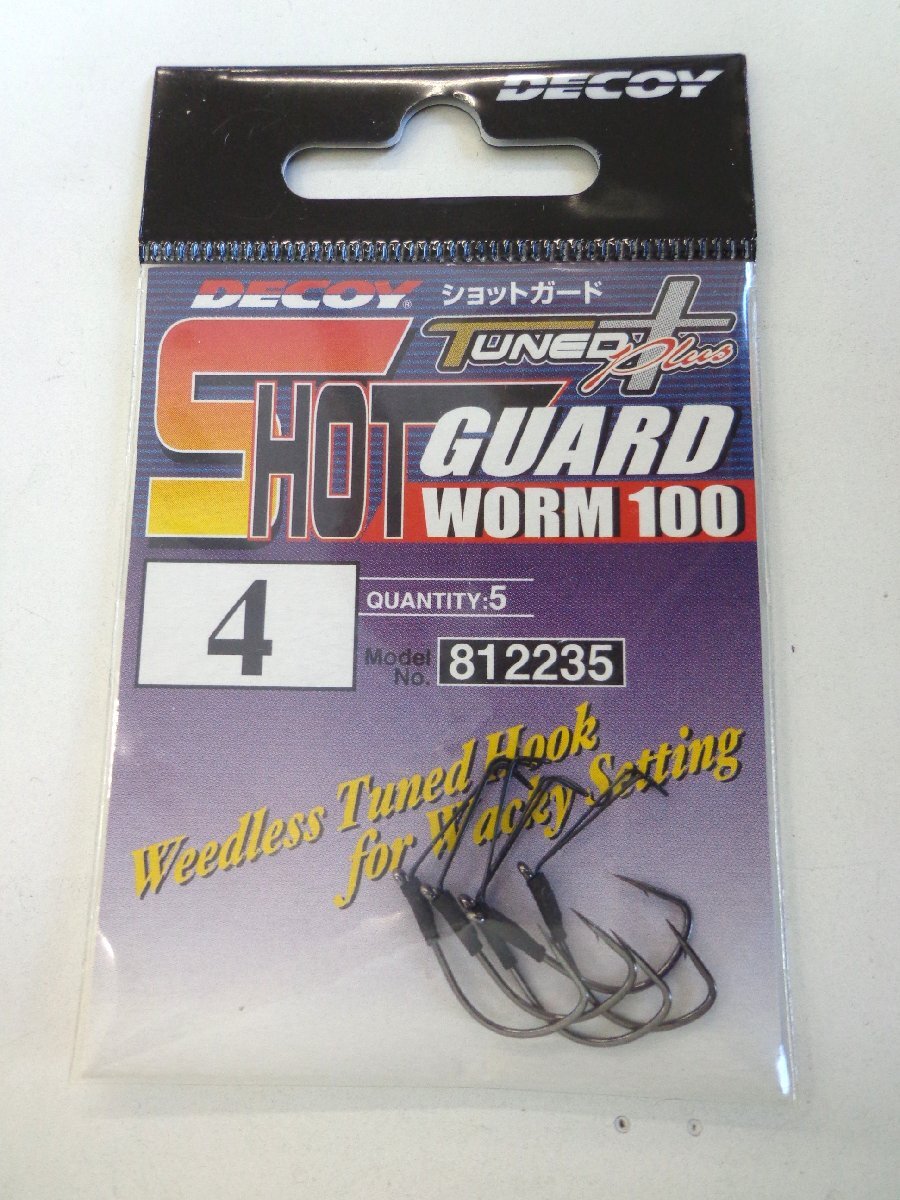 DECOY
DECOY® ショットガード
TUNED Plus
SHOT GUARD
WORM 100
4
QUANTITY:5
Model No. 812235
Weedless Tuned Hook
for Wacky Setting